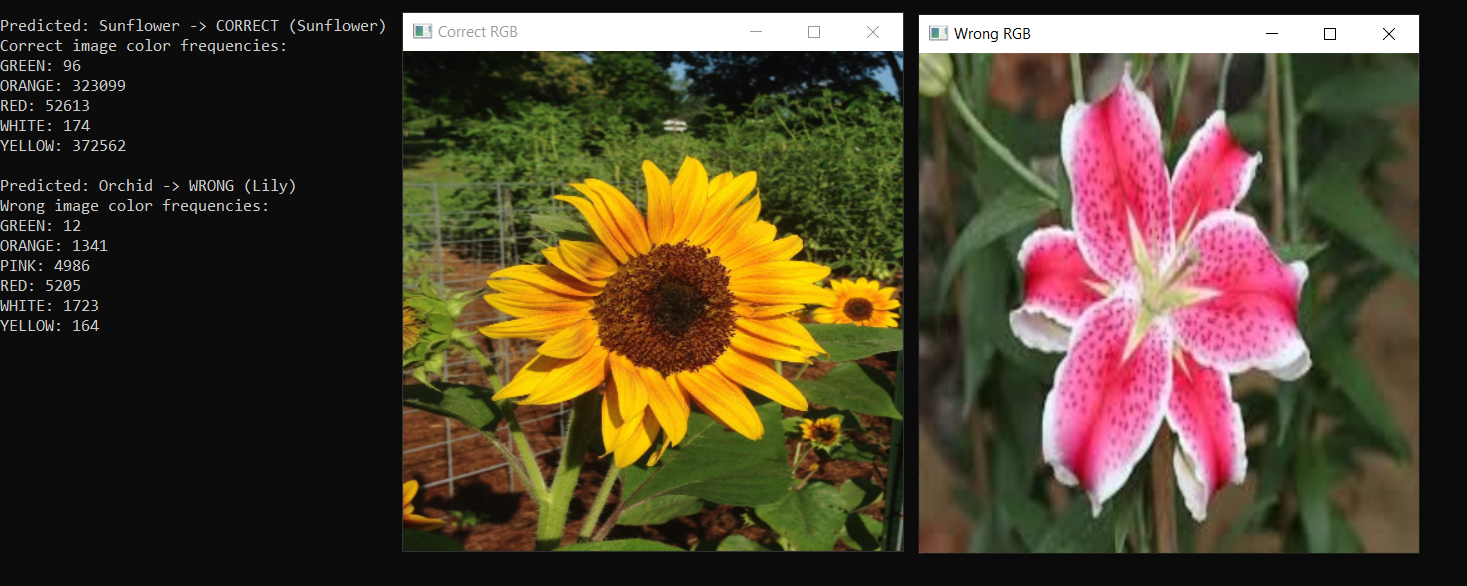 Predicted: Sunflower -> CORRECT (Sunflower)
Correct image color frequencies:
GREEN: 96
ORANGE: 323099
RED: 52613
WHITE: 174
YELLOW: 372562
Predicted: Orchid -> WRONG (Lily)
Wrong image color frequencies:
GREEN: 12
ORANGE: 1341
PINK: 4986
RED: 5205
WHITE: 1723
YELLOW: 164
Correct RGB
Wrong RGB